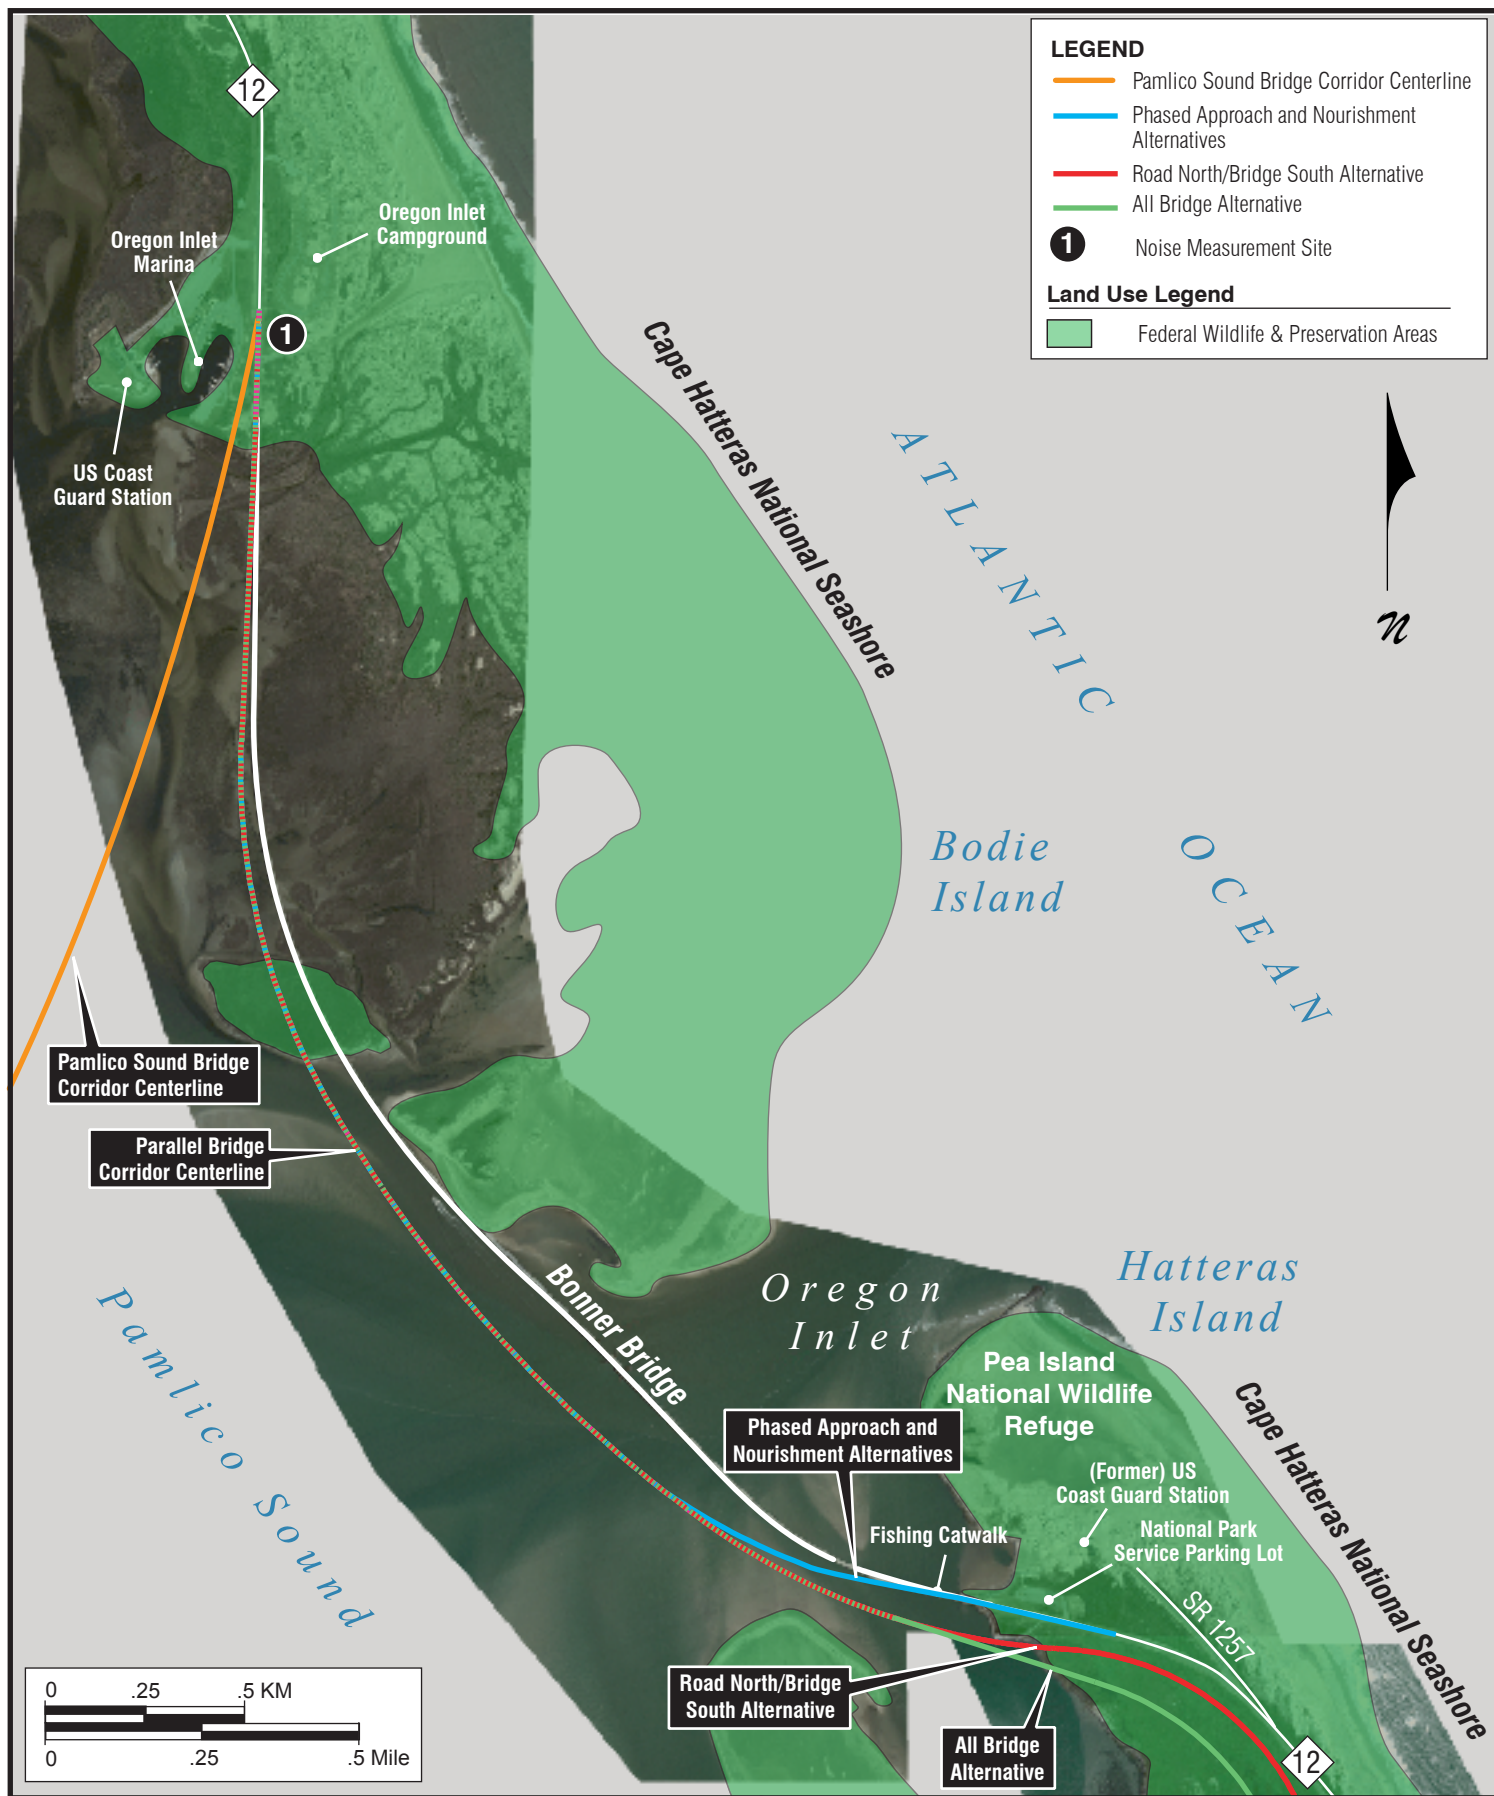 LEGEND
Pamlico Sound Bridge Corridor Centerline
Phased Approach and Nourishment
Alternatives
Road North/Bridge South Alternative
All Bridge Alternative
1 Noise Measurement Site
Land Use Legend
Federal Wildlife & Preservation Areas
12
Oregon Inlet
Campground
Oregon Inlet
Marina
1
US Coast
Guard Station
Cape Hatteras National Seashore
ATLANTIC
OCEAN
N
Bodie
Island
Pamlico Sound Bridge
Corridor Centerline
Parallel Bridge
Corridor Centerline
Bonner Bridge
Oregon
Inlet
Hatteras
Island
Pamlico Sound
Pea Island
National Wildlife
Refuge
Phased Approach and
Nourishment Alternatives
(Former) US
Coast Guard Station
Fishing Catwalk
National Park
Service Parking Lot
SR 1257
Cape Hatteras National Seashore
Road North/Bridge
South Alternative
All Bridge
Alternative
12
0 .25 .5 KM
0 .25 .5 Mile